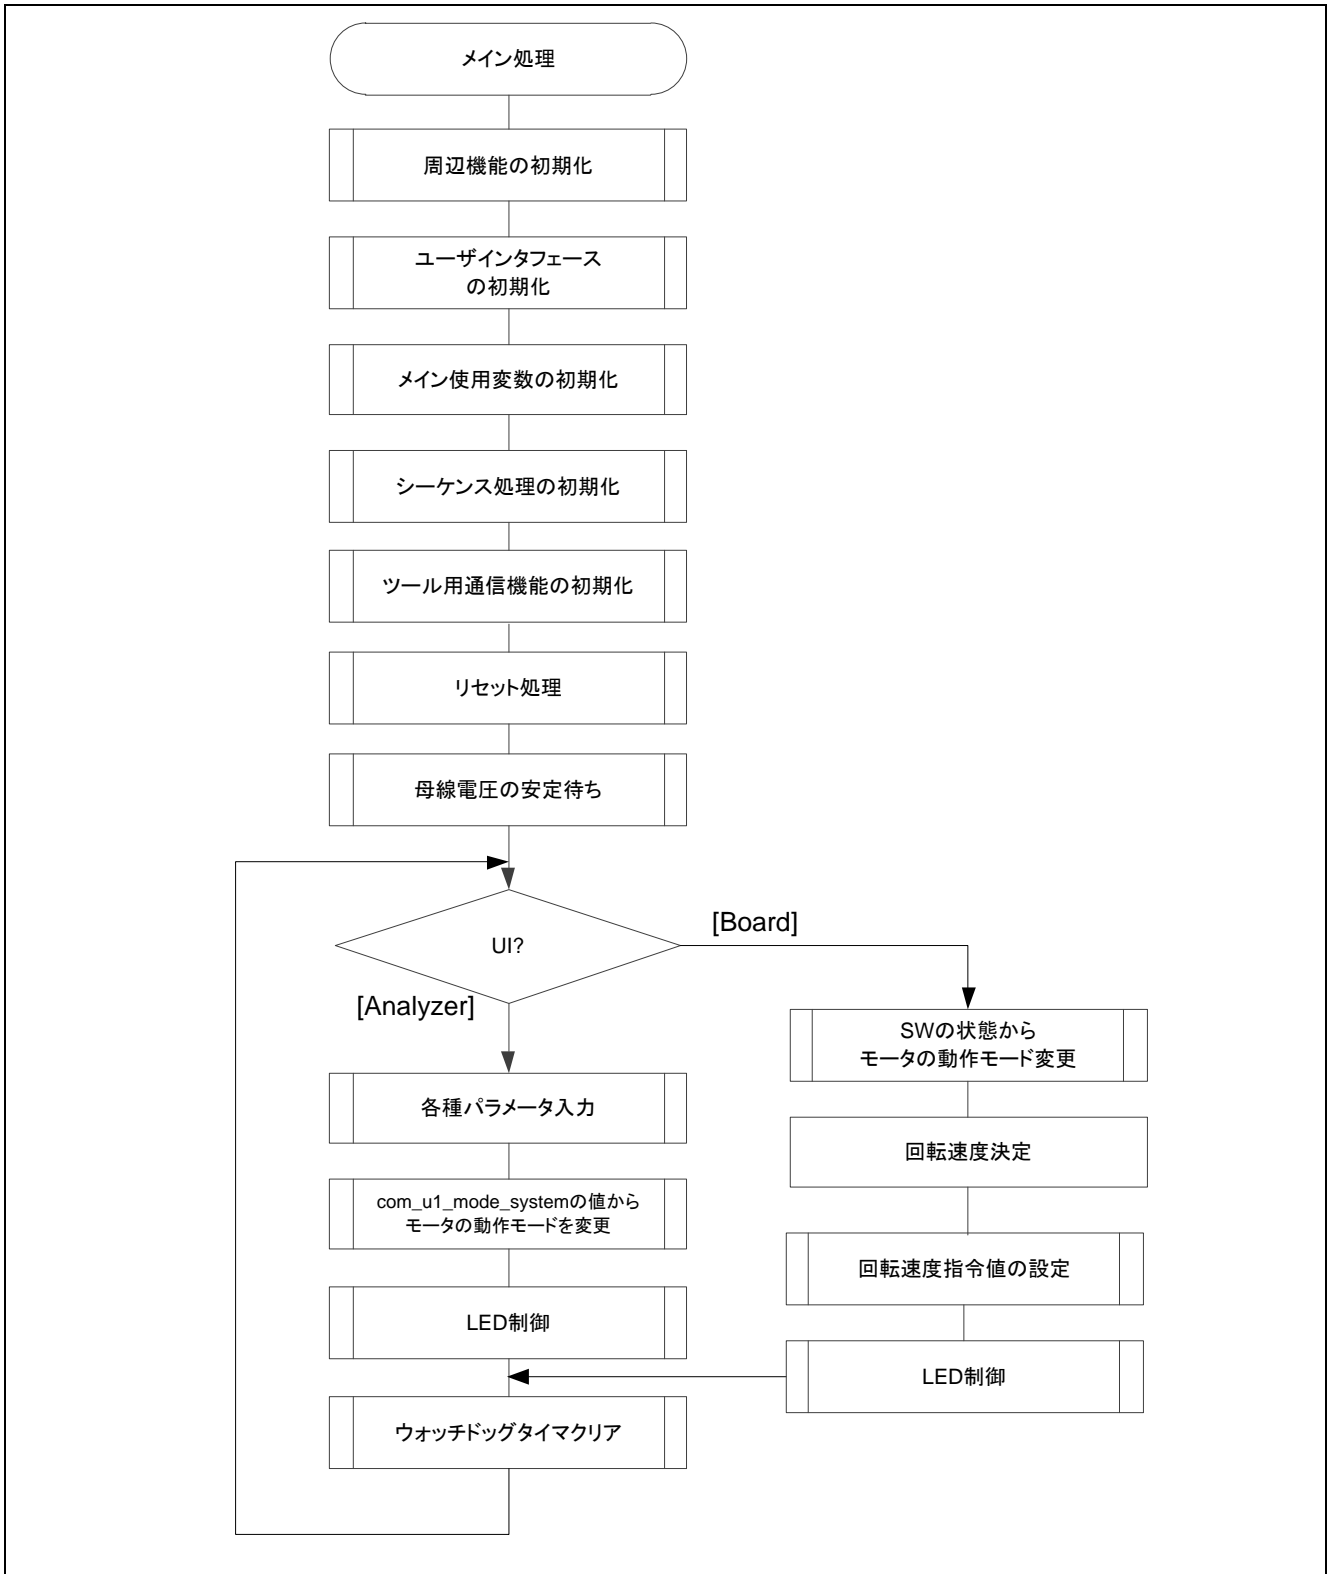 メイン処理
周辺機能の初期化
ユーザインタフェース
の初期化
メイン使用変数の初期化
シーケンス処理の初期化
ツール用通信機能の初期化
リセット処理
母線電圧の安定待ち
UI?
[Board]
[Analyzer]
SWの状態から
モータの動作モード変更
各種パラメータ入力
回転速度決定
com_u1_mode_systemの値から
モータの動作モードを変更
回転速度指令値の設定
LED制御
LED制御
ウォッチドッグタイマクリア